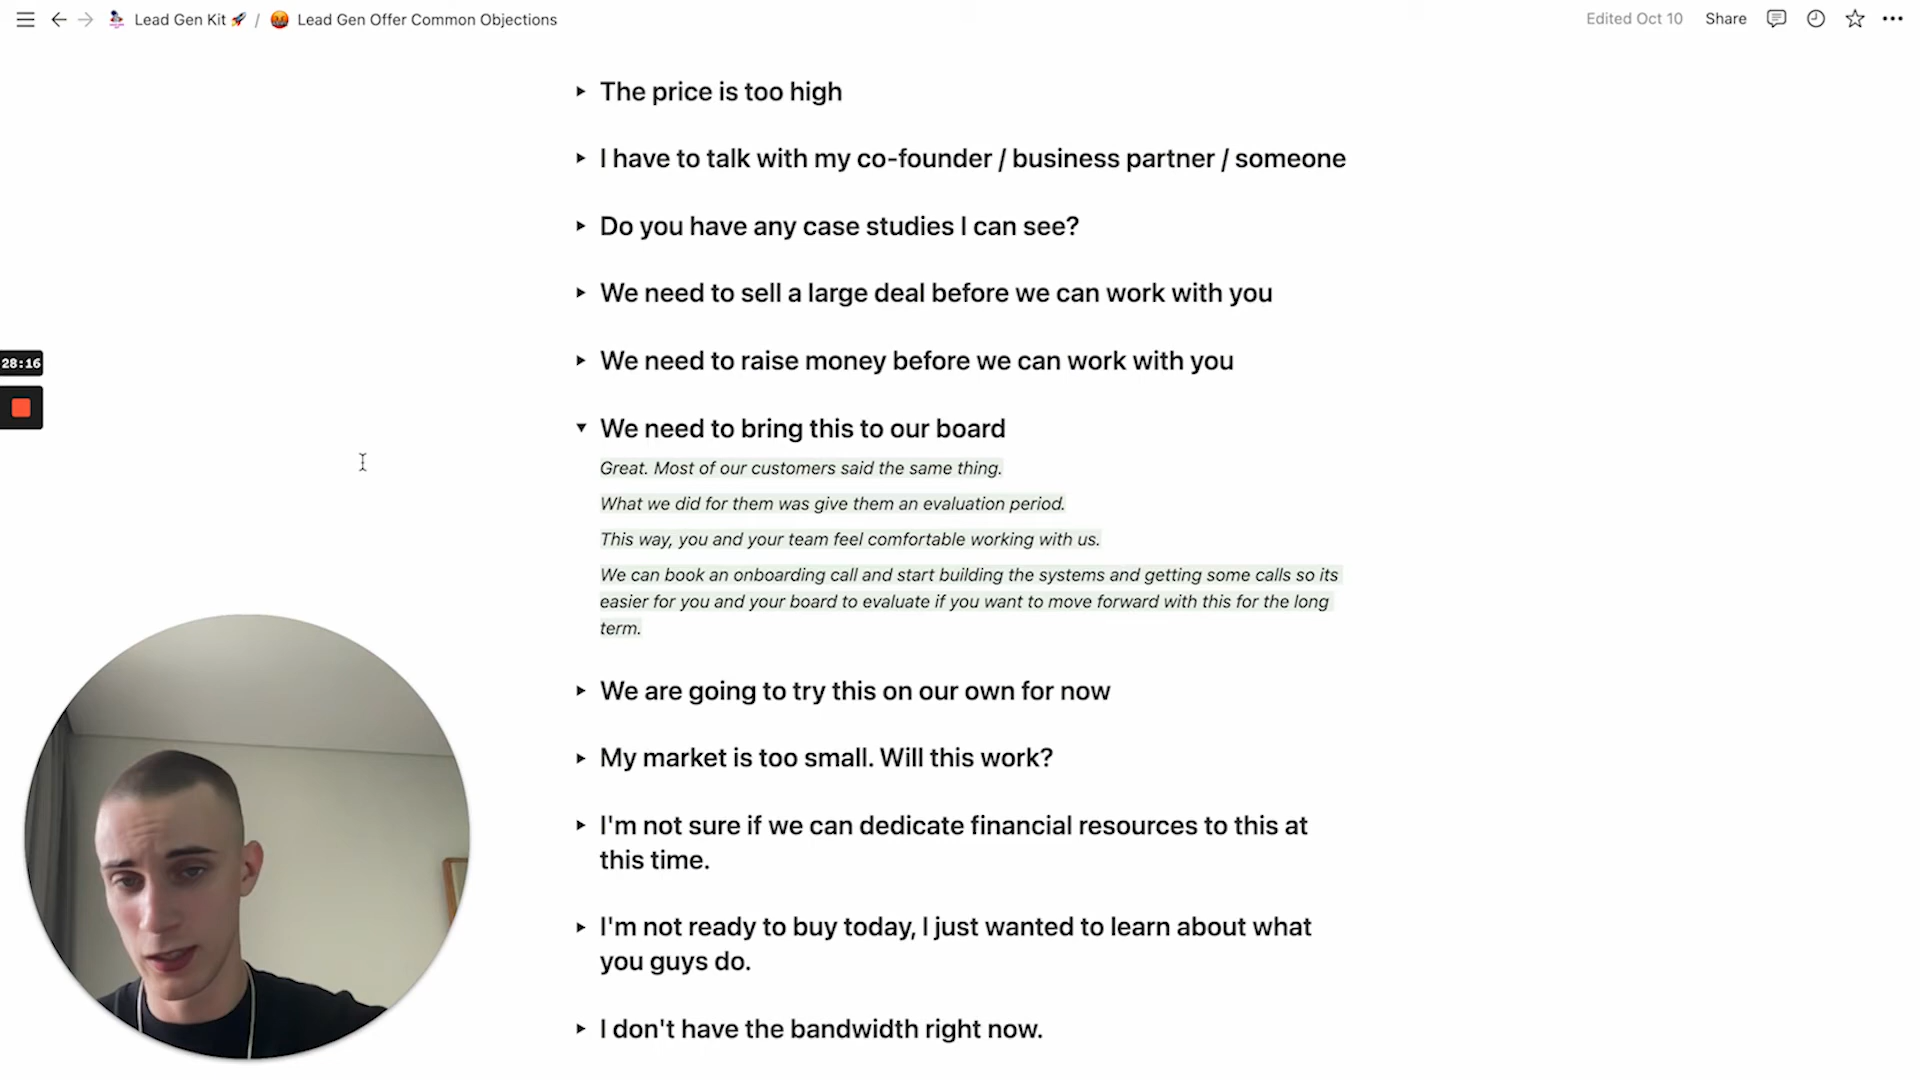 Lead Gen Kit 🚀 / 🤬 Lead Gen Offer Common Objections
Edited Oct 10 Share
The price is too high
I have to talk with my co-founder / business partner / someone
Do you have any case studies I can see?
We need to sell a large deal before we can work with you
We need to raise money before we can work with you
28:16
We need to bring this to our board
Great. Most of our customers said the same thing.
What we did for them was give them an evaluation period.
This way, you and your team feel comfortable working with us.
We can book an onboarding call and start building the systems and getting some calls so its
easier for you and your board to evaluate if you want to move forward with this for the long
term.
We are going to try this on our own for now
My market is too small. Will this work?
I'm not sure if we can dedicate financial resources to this at
this time.
I'm not ready to buy today, I just wanted to learn about what
you guys do.
I don't have the bandwidth right now.